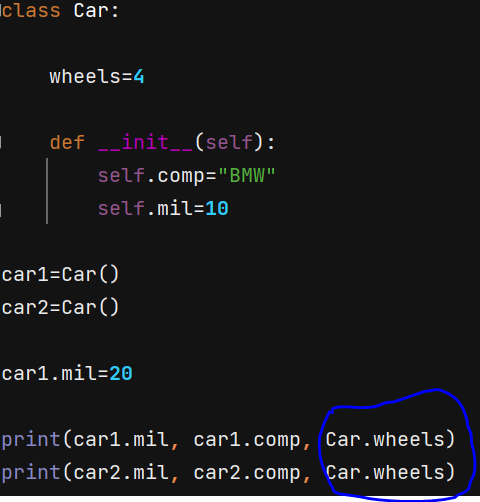 class Car:
wheels=4
def __init__(self):
self.comp="BMW"
self.mil=10
car1=Car()
car2=Car()
car1.mil=20
print(car1.mil, car1.comp, Car.wheels)
print(car2.mil, car2.comp, Car.wheels)